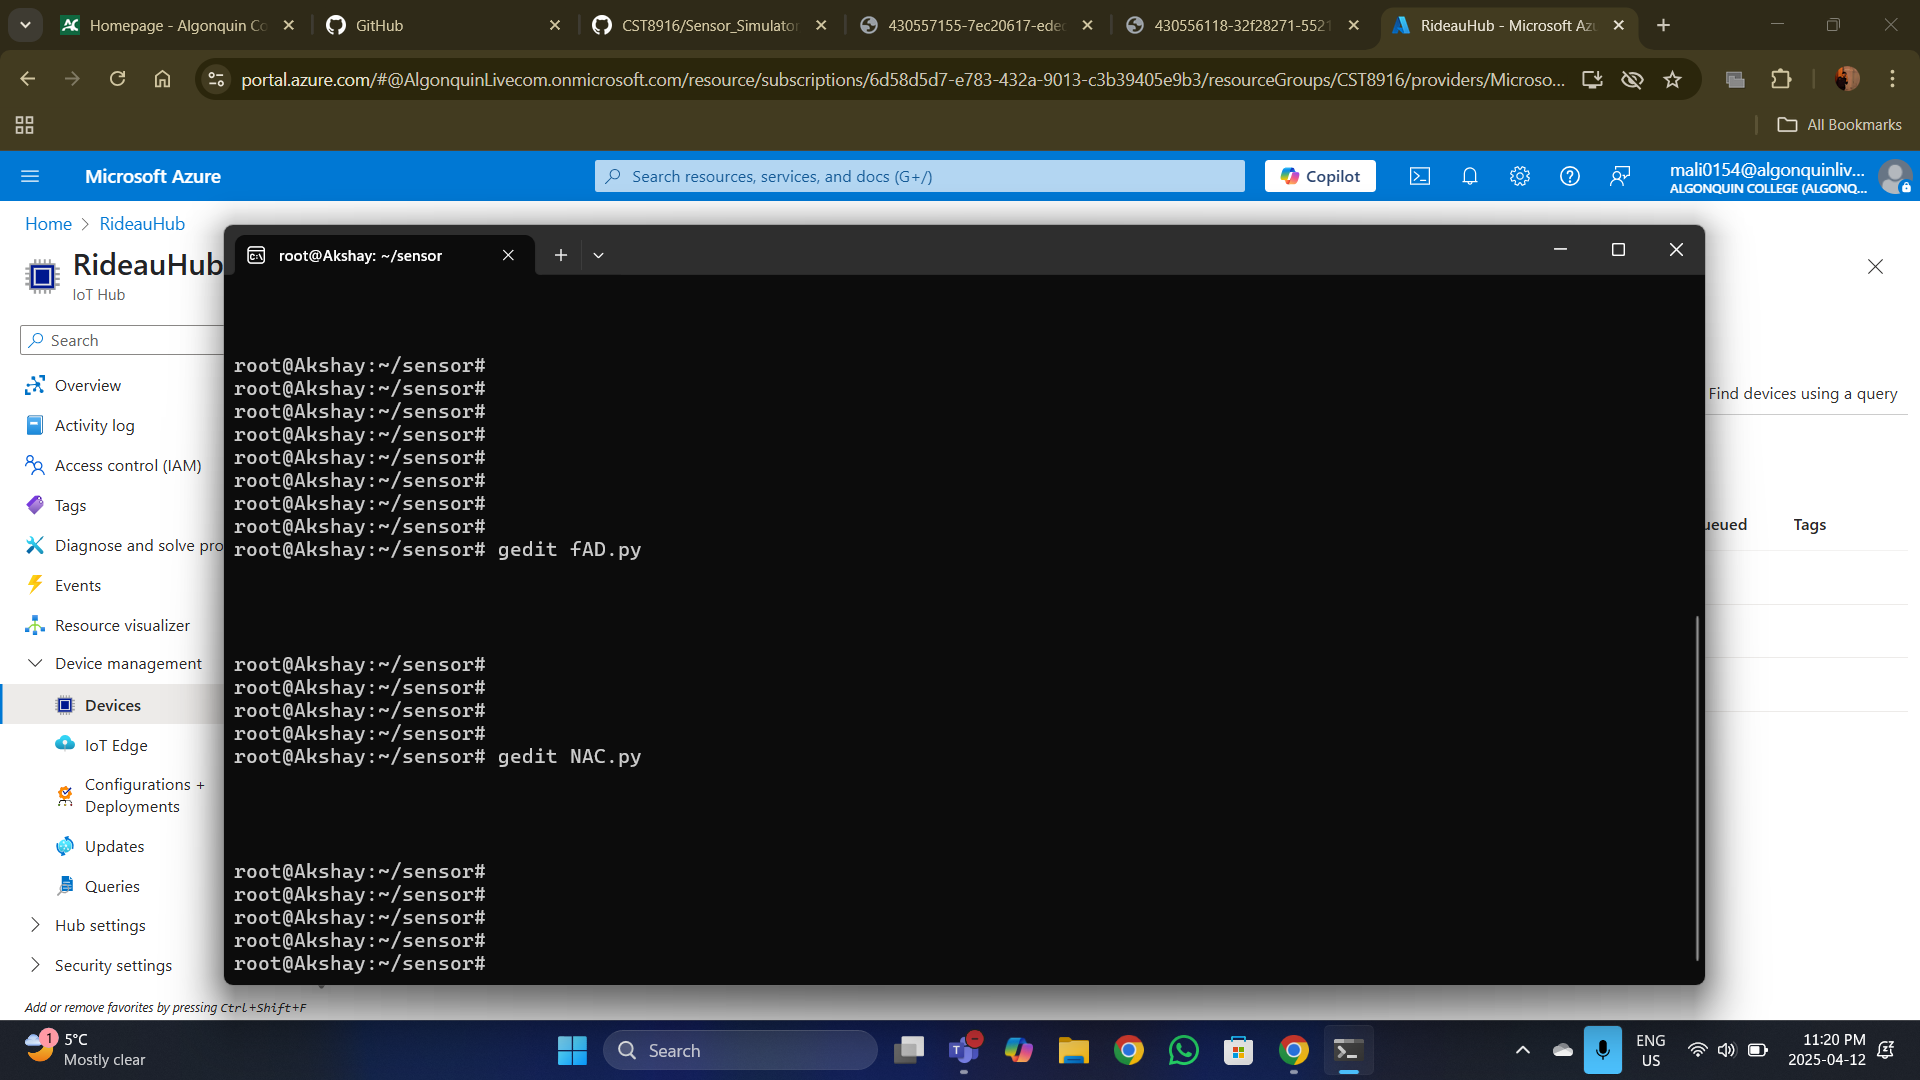 Homepage - Algonquin Co
GitHub
CST8916/Sensor_Simulator
430557155-7ec20617-edec
430556118-32f28271-5521
RideauHub - Microsoft Azu
portal.azure.com/#@AlgonquinLivecom.onmicrosoft.com/resource/subscriptions/6d58d5d7-e783-432a-9013-c3b39405e9b3/resourceGroups/CST8916/providers/Microso...
All Bookmarks
Microsoft Azure
Search resources, services, and docs (G+/)
Copilot
mali0154@algonquinliv...
ALGONQUIN COLLEGE (ALGONQ...
Home > RideauHub
RideauHub
IoT Hub
Search
Overview
Activity log
Access control (IAM)
Tags
Diagnose and solve pro
Events
Resource visualizer
Device management
Devices
IoT Edge
Configurations +
Deployments
Updates
Queries
Hub settings
Security settings
Add or remove favorites by pressing Ctrl+Shift+F
root@Akshay: ~/sensor
root@Akshay:~/sensor#
root@Akshay:~/sensor#
root@Akshay:~/sensor#
root@Akshay:~/sensor#
root@Akshay:~/sensor#
root@Akshay:~/sensor#
root@Akshay:~/sensor#
root@Akshay:~/sensor#
root@Akshay:~/sensor# gedit fAD.py
root@Akshay:~/sensor#
root@Akshay:~/sensor#
root@Akshay:~/sensor#
root@Akshay:~/sensor#
root@Akshay:~/sensor# gedit NAC.py
root@Akshay:~/sensor#
root@Akshay:~/sensor#
root@Akshay:~/sensor#
root@Akshay:~/sensor#
root@Akshay:~/sensor#
Find devices using a query
ueued
Tags
1
5°C
Mostly clear
Search
ENG
US
11:20 PM
2025-04-12